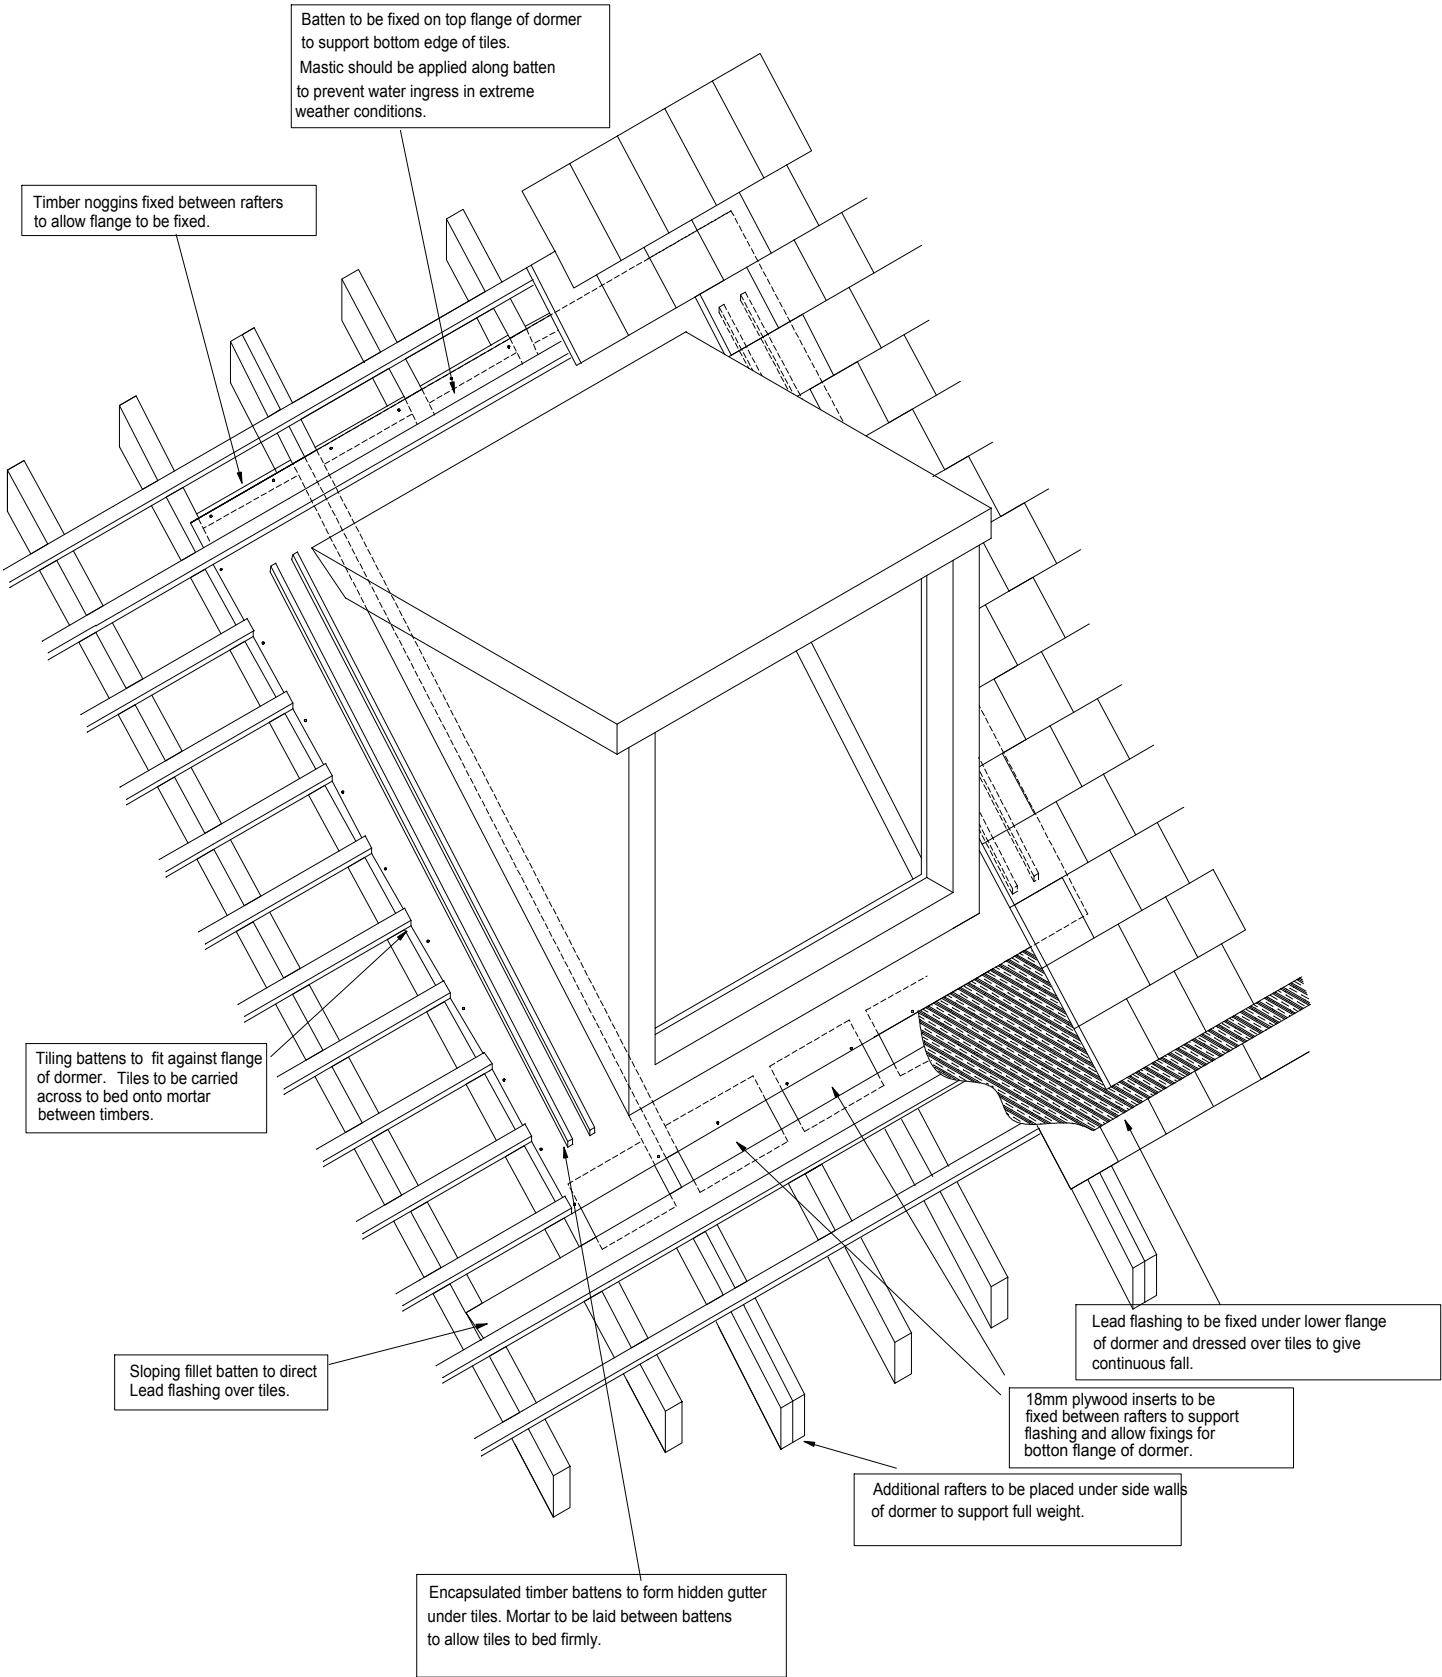 Batten to be fixed on top flange of dormer
to support bottom edge of tiles.
Mastic should be applied along batten
to prevent water ingress in extreme
weather conditions.
Timber noggins fixed between rafters
to allow flange to be fixed.
Tiling battens to fit against flange
of dormer. Tiles to be carried
across to bed onto mortar
between timbers.
Sloping fillet batten to direct
Lead flashing over tiles.
Lead flashing to be fixed under lower flange
of dormer and dressed over tiles to give
continuous fall.
18mm plywood inserts to be
fixed between rafters to support
flashing and allow fixings for
botton flange of dormer.
Additional rafters to be placed under side walls
of dormer to support full weight.
Encapsulated timber battens to form hidden gutter
under tiles. Mortar to be laid between battens
to allow tiles to bed firmly.